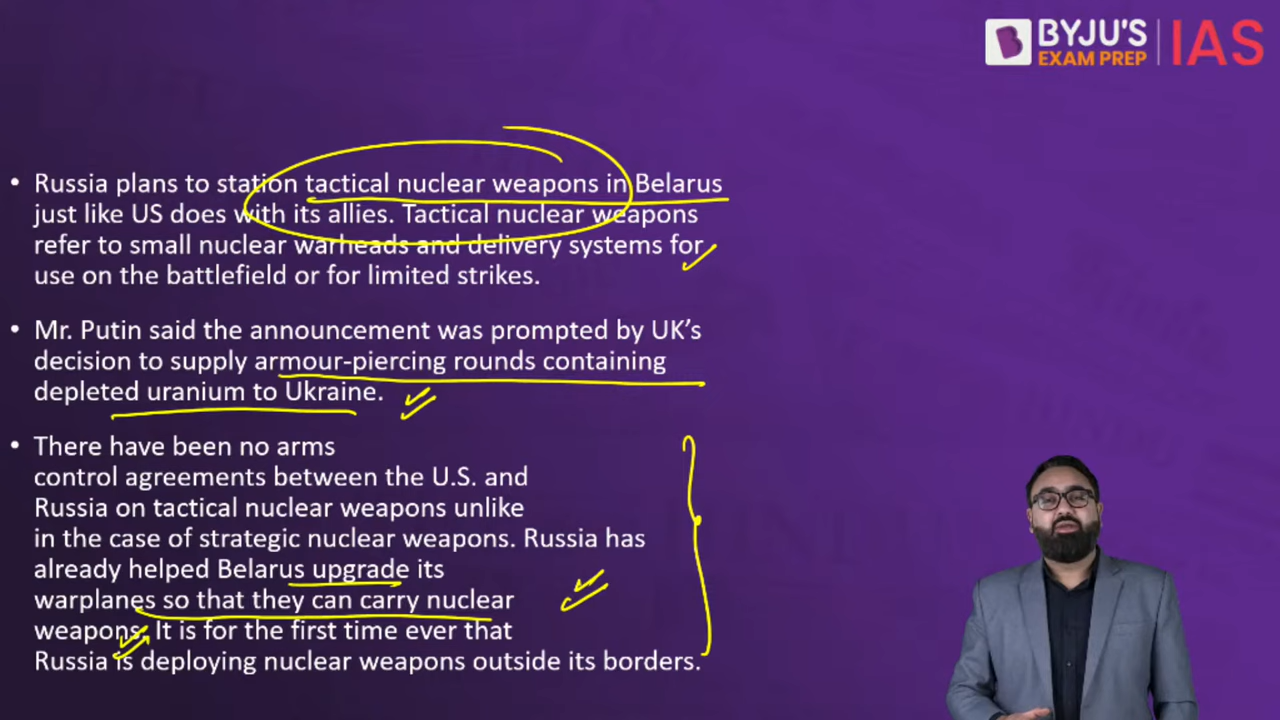 BYJU'S
EXAM PREP
IAS
• Russia plans to station tactical nuclear weapons in Belarus
just like US does with its allies. Tactical nuclear weapons
refer to small nuclear warheads and delivery systems for
use on the battlefield or for limited strikes.
• Mr. Putin said the announcement was prompted by UK’s
decision to supply armour-piercing rounds containing
depleted uranium to Ukraine.
• There have been no arms
control agreements between the U.S. and
Russia on tactical nuclear weapons unlike
in the case of strategic nuclear weapons. Russia has
already helped Belarus upgrade its
warplanes so that they can carry nuclear
weapons. It is for the first time ever that
Russia is deploying nuclear weapons outside its borders.